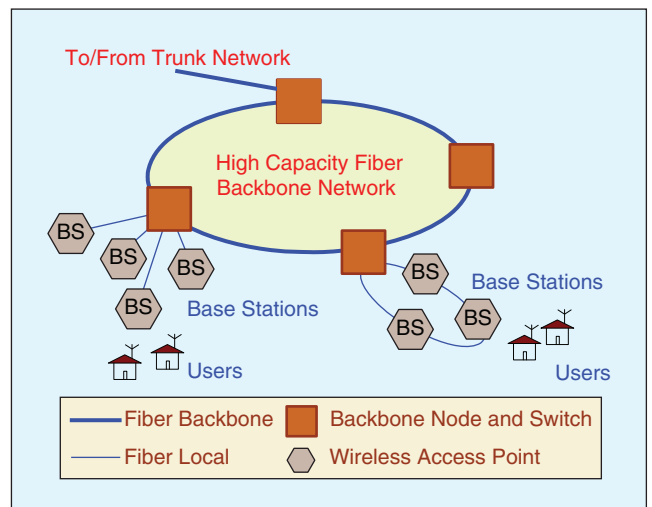 To/From Trunk Network
High Capacity Fiber
Backbone Network
BS
BS
BS
BS
Base Stations
Users
BS
BS
BS
Base Stations
Users
Fiber Backbone
Backbone Node and Switch
Fiber Local
Wireless Access Point